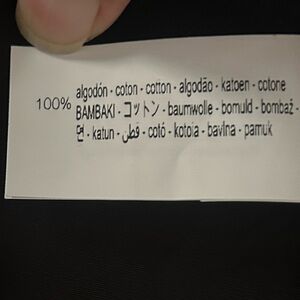 100% algodón - coton - cotton - algodão - katoen - cotone
BAMBAKI - コットン - baumwolle - bomuld - bombaž -
면 - katun - قطن - cotó - kotoia - bavlna - pamuk